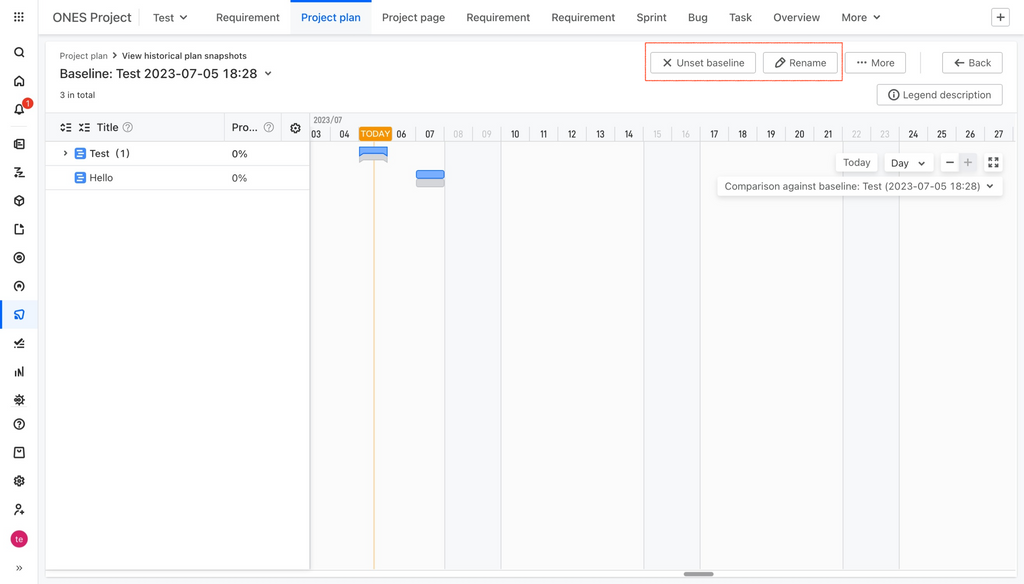 ONES Project Test Requirement Project plan Project page Requirement Requirement Sprint Bug Task Overview More
1
Project plan View historical plan snapshots
Baseline: Test 2023-07-05 18:28
3 in total
Unset baseline Rename More Back
Legend description
Title Pro...
2023/07
03 04 TODAY 06 07 08 09 10 11 12 13 14 15 16 17 18 19 20 21 22 23 24 25 26 27
Test (1) 0%
Hello 0%
Today Day
Comparison against baseline: Test (2023-07-05 18:28)
te